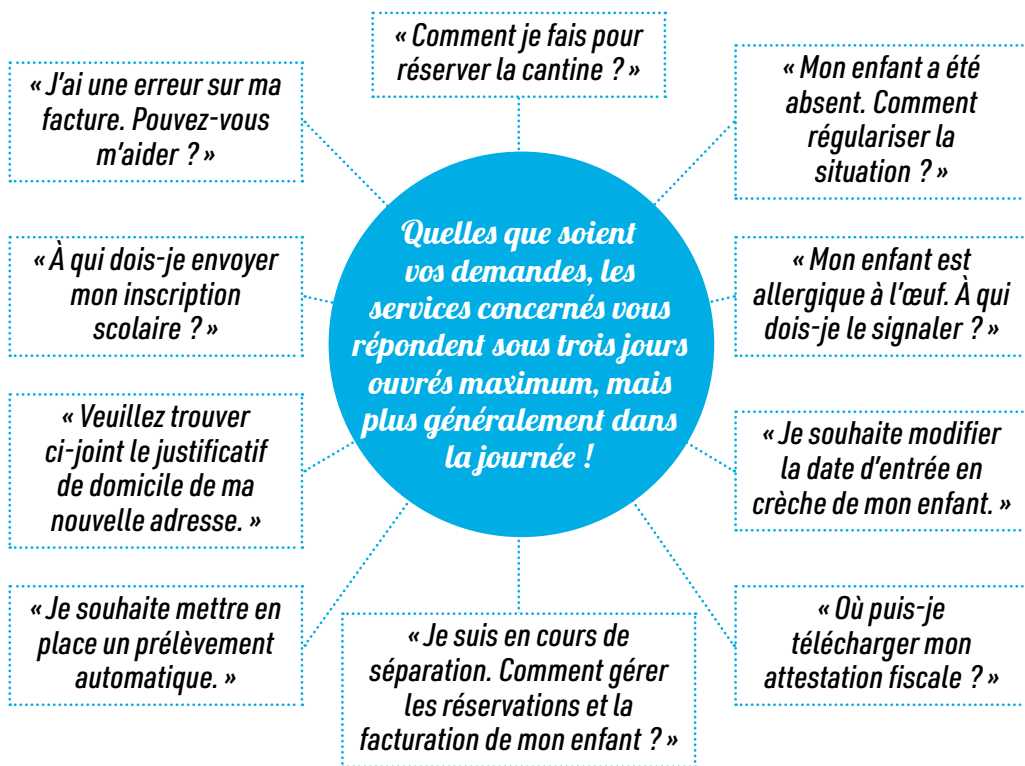 « Comment je fais pour
réserver la cantine ? »
« J'ai une erreur sur ma
facture. Pouvez-vous
m'aider ? »
« Mon enfant a été
absent. Comment
régulariser la
situation ? »
Quelles que soient
vos demandes, les
services concernés vous
répondent sous trois jours
ouvrés maximum, mais
plus généralement dans
la journée !
« À qui dois-je envoyer
mon inscription
scolaire ? »
« Mon enfant est
allergique à l'œuf. À qui
dois-je le signaler ? »
« Veuillez trouver
ci-joint le justificatif
de domicile de ma
nouvelle adresse. »
« Je souhaite modifier
la date d'entrée en
crèche de mon enfant. »
« Je souhaite mettre en
place un prélèvement
automatique. »
« Je suis en cours de
séparation. Comment gérer
les réservations et la
facturation de mon enfant ? »
« Où puis-je
télécharger mon
attestation fiscale ? »